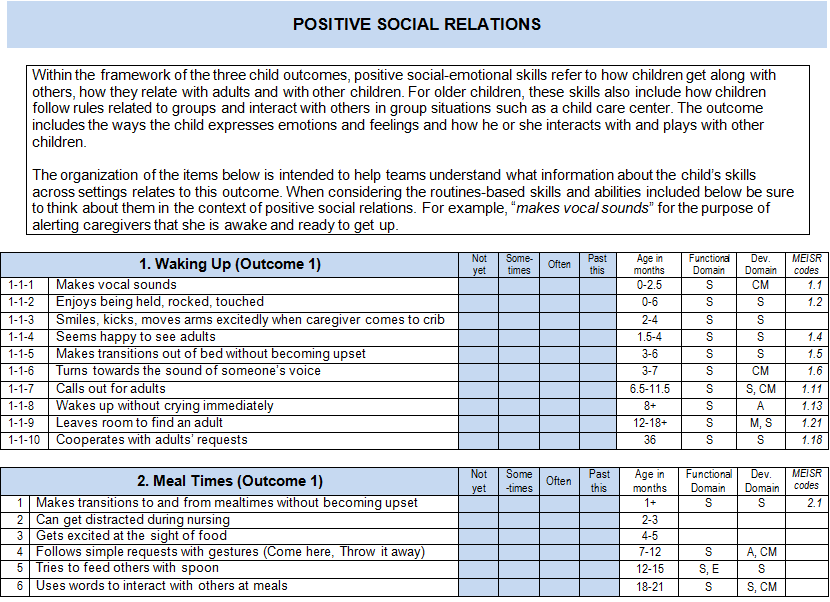 POSITIVE SOCIAL RELATIONS
Within the framework of the three child outcomes, positive social-emotional skills refer to how children get along with
others, how they relate with adults and with other children. For older children, these skills also include how children
follow rules related to groups and interact with others in group situations such as a child care center. The outcome
includes the ways the child expresses emotions and feelings and how he or she interacts with and plays with other
children.
The organization of the items below is intended to help teams understand what information about the child's skills
across settings relates to this outcome. When considering the routines-based skills and abilities included below be sure
to think about them in the context of positive social relations. For example, "makes vocal sounds" for the purpose of
alerting caregivers that she is awake and ready to get up.
1. Waking Up (Outcome 1) Not yet Some-times Often Past this Age in months Functional Domain Dev. Domain MEISR codes
1-1-1 Makes vocal sounds 0-2.5 S CM 1.1
1-1-2 Enjoys being held, rocked, touched 0-6 S S 1.2
1-1-3 Smiles, kicks, moves arms excitedly when caregiver comes to crib 2-4 S S
1-1-4 Seems happy to see adults 1.5-4 S S 1.4
1-1-5 Makes transitions out of bed without becoming upset 3-6 S S 1.5
1-1-6 Turns towards the sound of someone's voice 3-7 S CM 1.6
1-1-7 Calls out for adults 6.5-11.5 S S, CM 1.11
1-1-8 Wakes up without crying immediately 8+ S A 1.13
1-1-9 Leaves room to find an adult 12-18+ S M, S 1.21
1-1-10 Cooperates with adults' requests 36 S S 1.18
2. Meal Times (Outcome 1) Not yet Some -times Often Past this Age in months Functional Domain Dev. Domain MEISR codes
1 Makes transitions to and from mealtimes without becoming upset 1+ S S 2.1
2 Can get distracted during nursing 2-3
3 Gets excited at the sight of food 4-5
4 Follows simple requests with gestures (Come here, Throw it away) 7-12 S A, CM
5 Tries to feed others with spoon 12-15 S, E S
6 Uses words to interact with others at meals 18-21 S S, CM